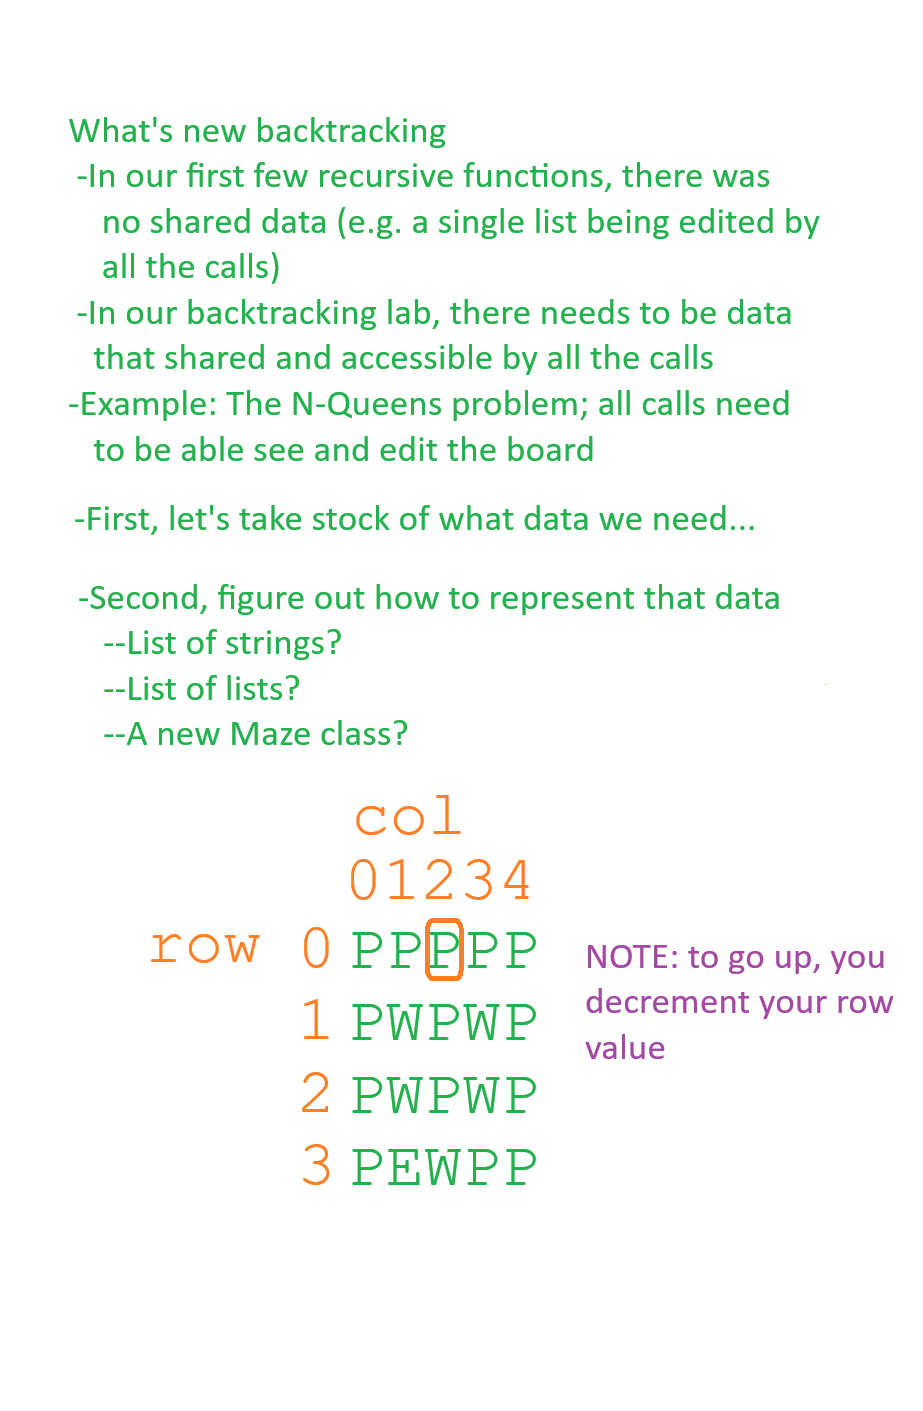 What's new backtracking
-In our first few recursive functions, there was
no shared data (e.g. a single list being edited by
all the calls)
-In our backtracking lab, there needs to be data
that shared and accessible by all the calls
-Example: The N-Queens problem; all calls need
to be able see and edit the board
-First, let's take stock of what data we need...
-Second, figure out how to represent that data
--List of strings?
--List of lists?
--A new Maze class?
col
01234
row 0 PPPPP
1 PWPWP
2 PWPWP
3 PEWPP
NOTE: to go up, you
decrement your row
value